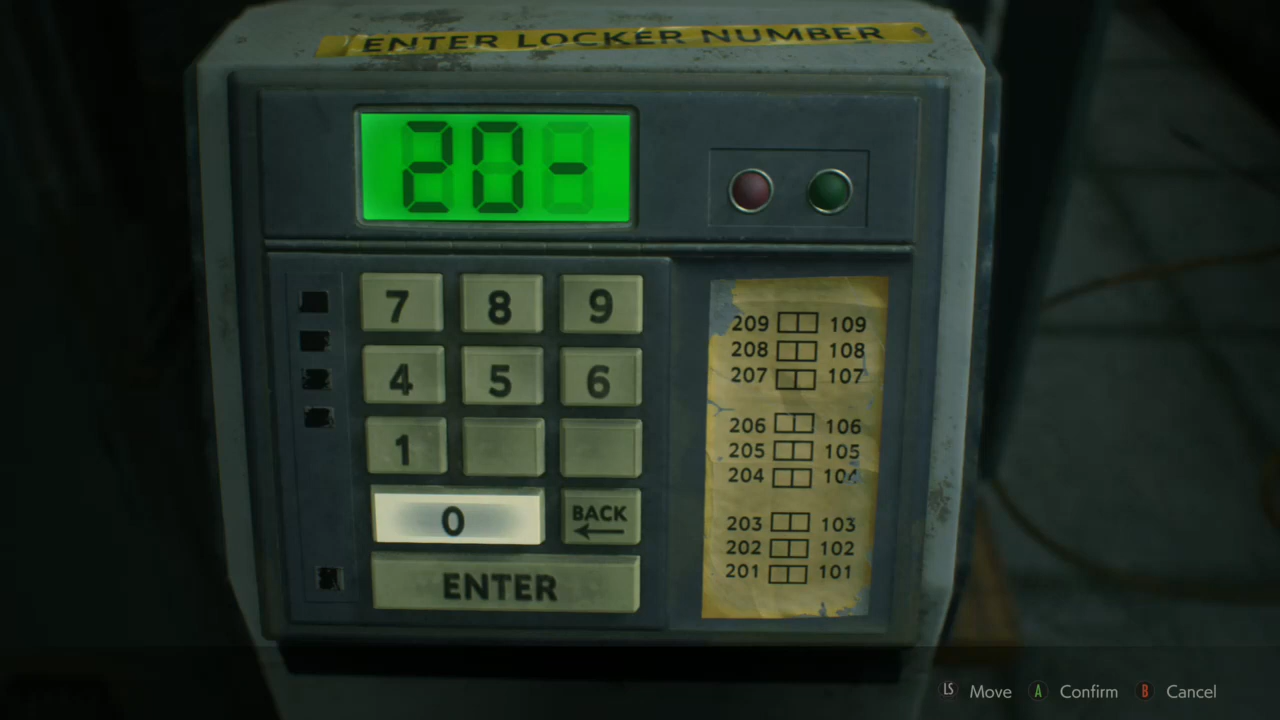 ENTER LOCKER NUMBER
20-
7 8 9
4 5 6
1
0 BACK
ENTER
209 109
208 108
207 107
206 106
205 105
204 104
203 103
202 102
201 101
LS Move A Confirm B Cancel